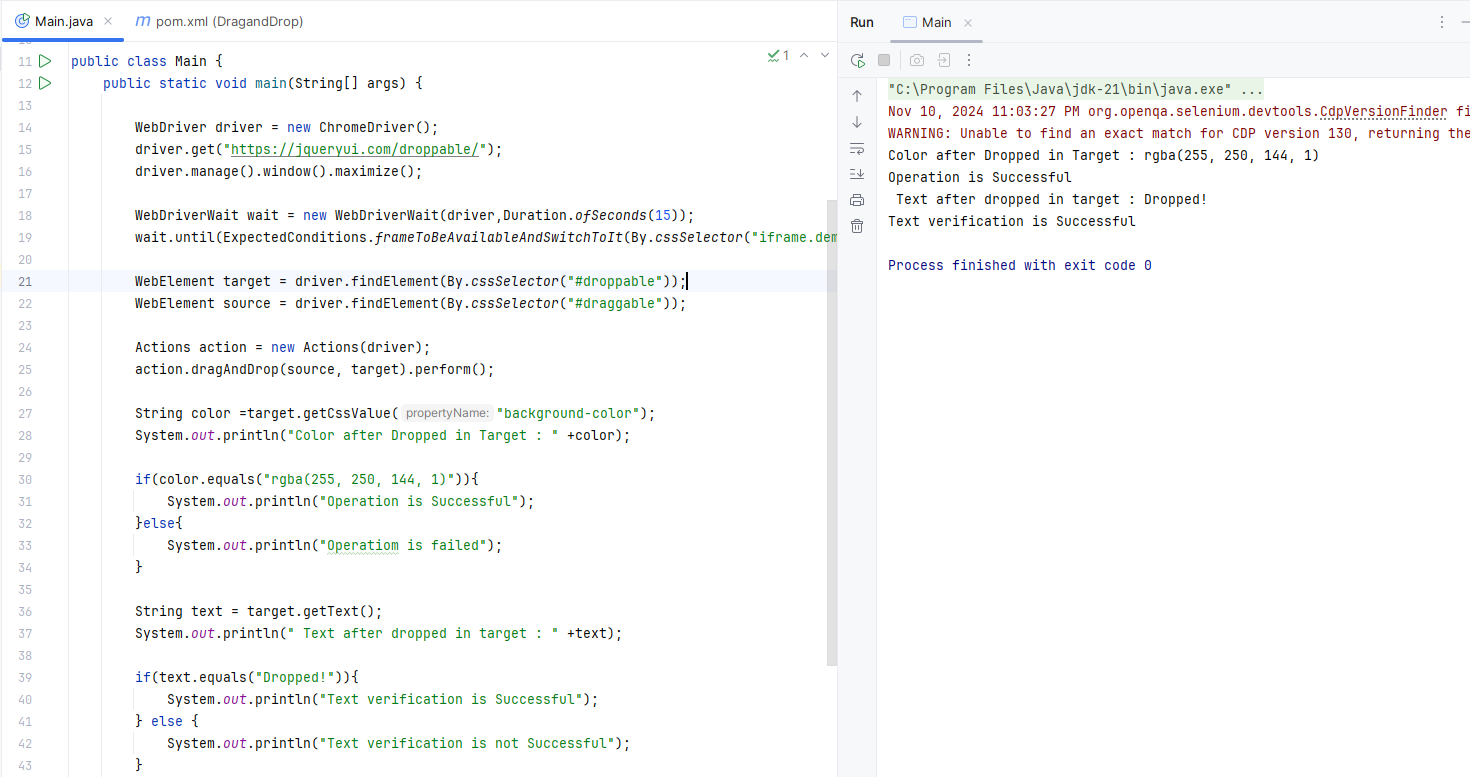 Main.java
pom.xml (DragandDrop)
11 public class Main {
12 public static void main(String[] args) {
13
14 WebDriver driver = new ChromeDriver();
15 driver.get("https://jqueryui.com/droppable/");
16 driver.manage().window().maximize();
17
18 WebDriverWait wait = new WebDriverWait(driver,Duration.ofSeconds(15));
19 wait.until(ExpectedConditions.frameToBeAvailableAndSwitchToIt(By.cssSelector("iframe.dem
20
21 WebElement target = driver.findElement(By.cssSelector("#droppable"));
22 WebElement source = driver.findElement(By.cssSelector("#draggable"));
23
24 Actions action = new Actions(driver);
25 action.dragAndDrop(source, target).perform();
26
27 String color =target.getCssValue( propertyName: "background-color");
28 System.out.println("Color after Dropped in Target : " +color);
29
30 if(color.equals("rgba(255, 250, 144, 1)")){
31 System.out.println("Operation is Successful");
32 }else{
33 System.out.println("Operatiom is failed");
34 }
35
36 String text = target.getText();
37 System.out.println(" Text after dropped in target : " +text);
38
39 if(text.equals("Dropped!")){
40 System.out.println("Text verification is Successful");
41 } else {
42 System.out.println("Text verification is not Successful");
43 }
1
Run
Main
"C:\Program Files\Java\jdk-21\bin\java.exe" ...
Nov 10, 2024 11:03:27 PM org.openqa.selenium.devtools.CdpVersionFinder fi
WARNING: Unable to find an exact match for CDP version 130, returning the
Color after Dropped in Target : rgba(255, 250, 144, 1)
Operation is Successful
Text after dropped in target : Dropped!
Text verification is Successful
Process finished with exit code 0